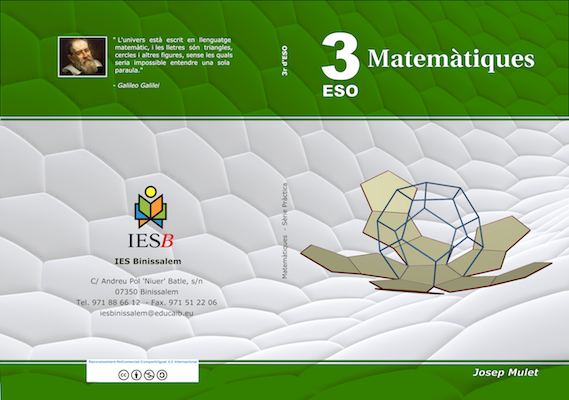 " L'univers està escrit en llenguatge
matemàtic, i les lletres són triangles,
cercles i altres figures, sense les quals
seria impossible entendre una sola
paraula."
- Galileo Galilei
IESB
IES Binissalem
C/ Andreu Pol 'Niuer' Batle, s/n
07350 Binissalem
Tel. 971 88 66 12 - Fax. 971 51 22 06
iesbinissalem@educaib.eu
Reconeixement-NoComercial-CompartirIgual 4.0 Internacional
3r d'ESO
Matemàtiques - Sèrie Pràctica
3
ESO
Matemàtiques
Josep Mulet